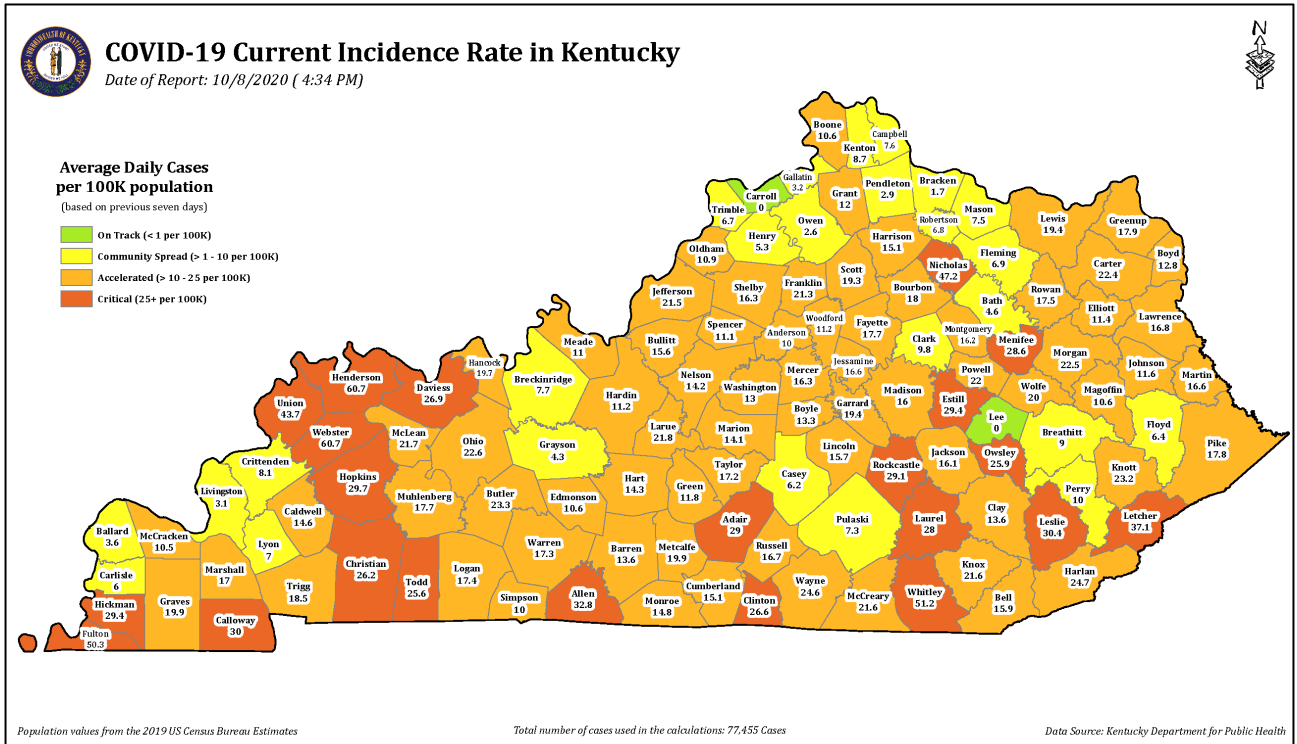 COVID-19 Current Incidence Rate in Kentucky
Date of Report: 10/8/2020 ( 4:34 PM)
N
Average Daily Cases
per 100K population
(based on previous seven days)
On Track (< 1 per 100K)
Community Spread (> 1 - 10 per 100K)
Accelerated (> 10 - 25 per 100K)
Critical (25+ per 100K)
Boone
10.6
Kenton
8.7
Campbell
7.6
Gallatin
3.2
Carroll
0
Trimble
6.7
Grant
12
Pendleton
2.9
Bracken
1.7
Owen
2.6
Henry
5.3
Oldham
10.9
Robertson
6.8
Mason
7.5
Lewis
19.4
Greenup
17.9
Boyd
12.8
Harrison
15.1
Nicholas
47.2
Fleming
6.9
Carter
22.4
Jefferson
21.5
Shelby
16.3
Franklin
21.3
Scott
19.3
Bourbon
18
Bath
4.6
Rowan
17.5
Elliott
11.4
Lawrence
16.8
Meade
11
Bullitt
15.6
Spencer
11.1
Anderson
10
Woodford
11.2
Fayette
17.7
Clark
9.8
Montgomery
16.2
Menifee
28.6
Morgan
22.5
Johnson
11.6
Martin
16.6
Hancock
19.7
Breckinridge
7.7
Henderson
60.7
Daviess
26.9
Union
43.7
Webster
60.7
McLean
21.7
Ohio
22.6
Hardin
11.2
Nelson
14.2
Washington
13
Mercer
16.3
Jessamine
16.6
Madison
16
Powell
22
Wolfe
20
Magoffin
10.6
Estill
29.4
Lee
0
Boyle
13.3
Garrard
19.4
Larue
21.8
Marion
14.1
Grayson
4.3
Lincoln
15.7
Rockcastle
29.1
Jackson
16.1
Owsley
25.9
Breathitt
9
Floyd
6.4
Pike
17.8
Knott
23.2
Perry
10
Crittenden
8.1
Livingston
3.1
Hopkins
29.7
Muhlenberg
17.7
Butler
23.3
Edmonson
10.6
Hart
14.3
Green
11.8
Taylor
17.2
Casey
6.2
Adair
29
Pulaski
7.3
Laurel
28
Clay
13.6
Leslie
30.4
Letcher
37.1
Ballard
3.6
McCracken
10.5
Caldwell
14.6
Lyon
7
Carlisle
6
Marshall
17
Trigg
18.5
Christian
26.2
Todd
25.6
Logan
17.4
Warren
17.3
Barren
13.6
Metcalfe
19.9
Russell
16.7
Hickman
29.4
Graves
19.9
Calloway
30
Fulton
50.3
Simpson
10
Allen
32.8
Monroe
14.8
Cumberland
15.1
Clinton
26.6
Wayne
24.6
McCreary
21.6
Whitley
51.2
Knox
21.6
Bell
15.9
Harlan
24.7
Population values from the 2019 US Census Bureau Estimates
Total number of cases used in the calculations: 77,455 Cases
Data Source: Kentucky Department for Public Health